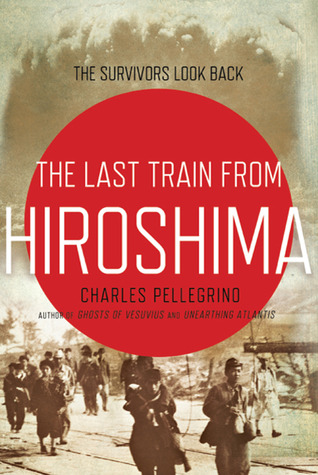 THE SURVIVORS LOOK BACK
THE LAST TRAIN FROM
HIROSHIMA
CHARLES PELLEGRINO
AUTHOR OF GHOSTS OF VESUVIUS AND UNEARTHING ATLANTIS